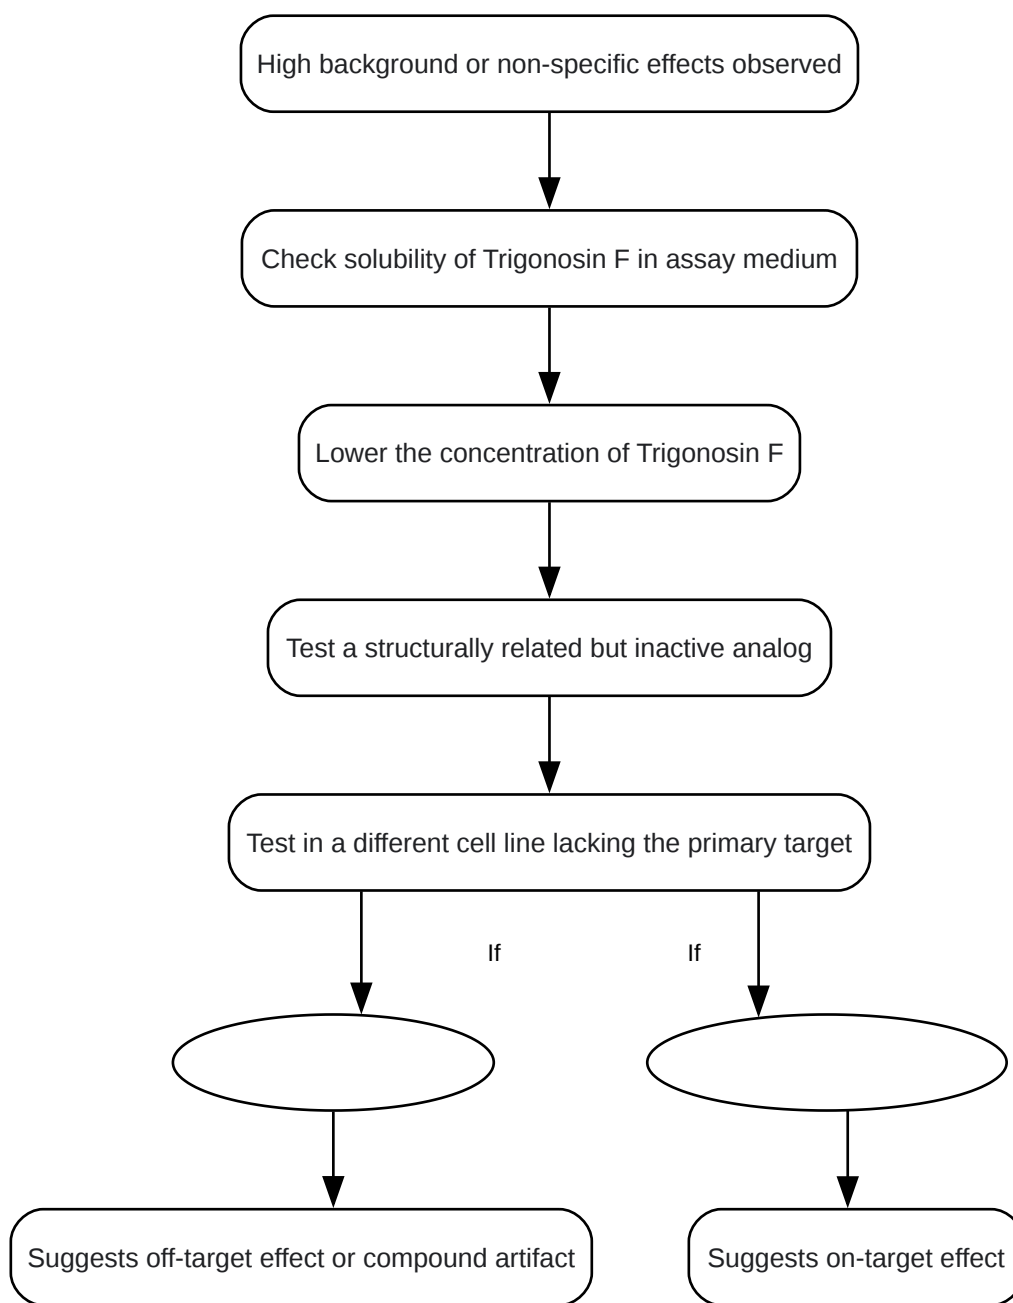 High background or non-specific effects observed
Check solubility of Trigonosin F in assay medium
Lower the concentration of Trigonosin F
Test a structurally related but inactive analog
Test in a different cell line lacking the primary target
If
If
Suggests off-target effect or compound artifact
Suggests on-target effect